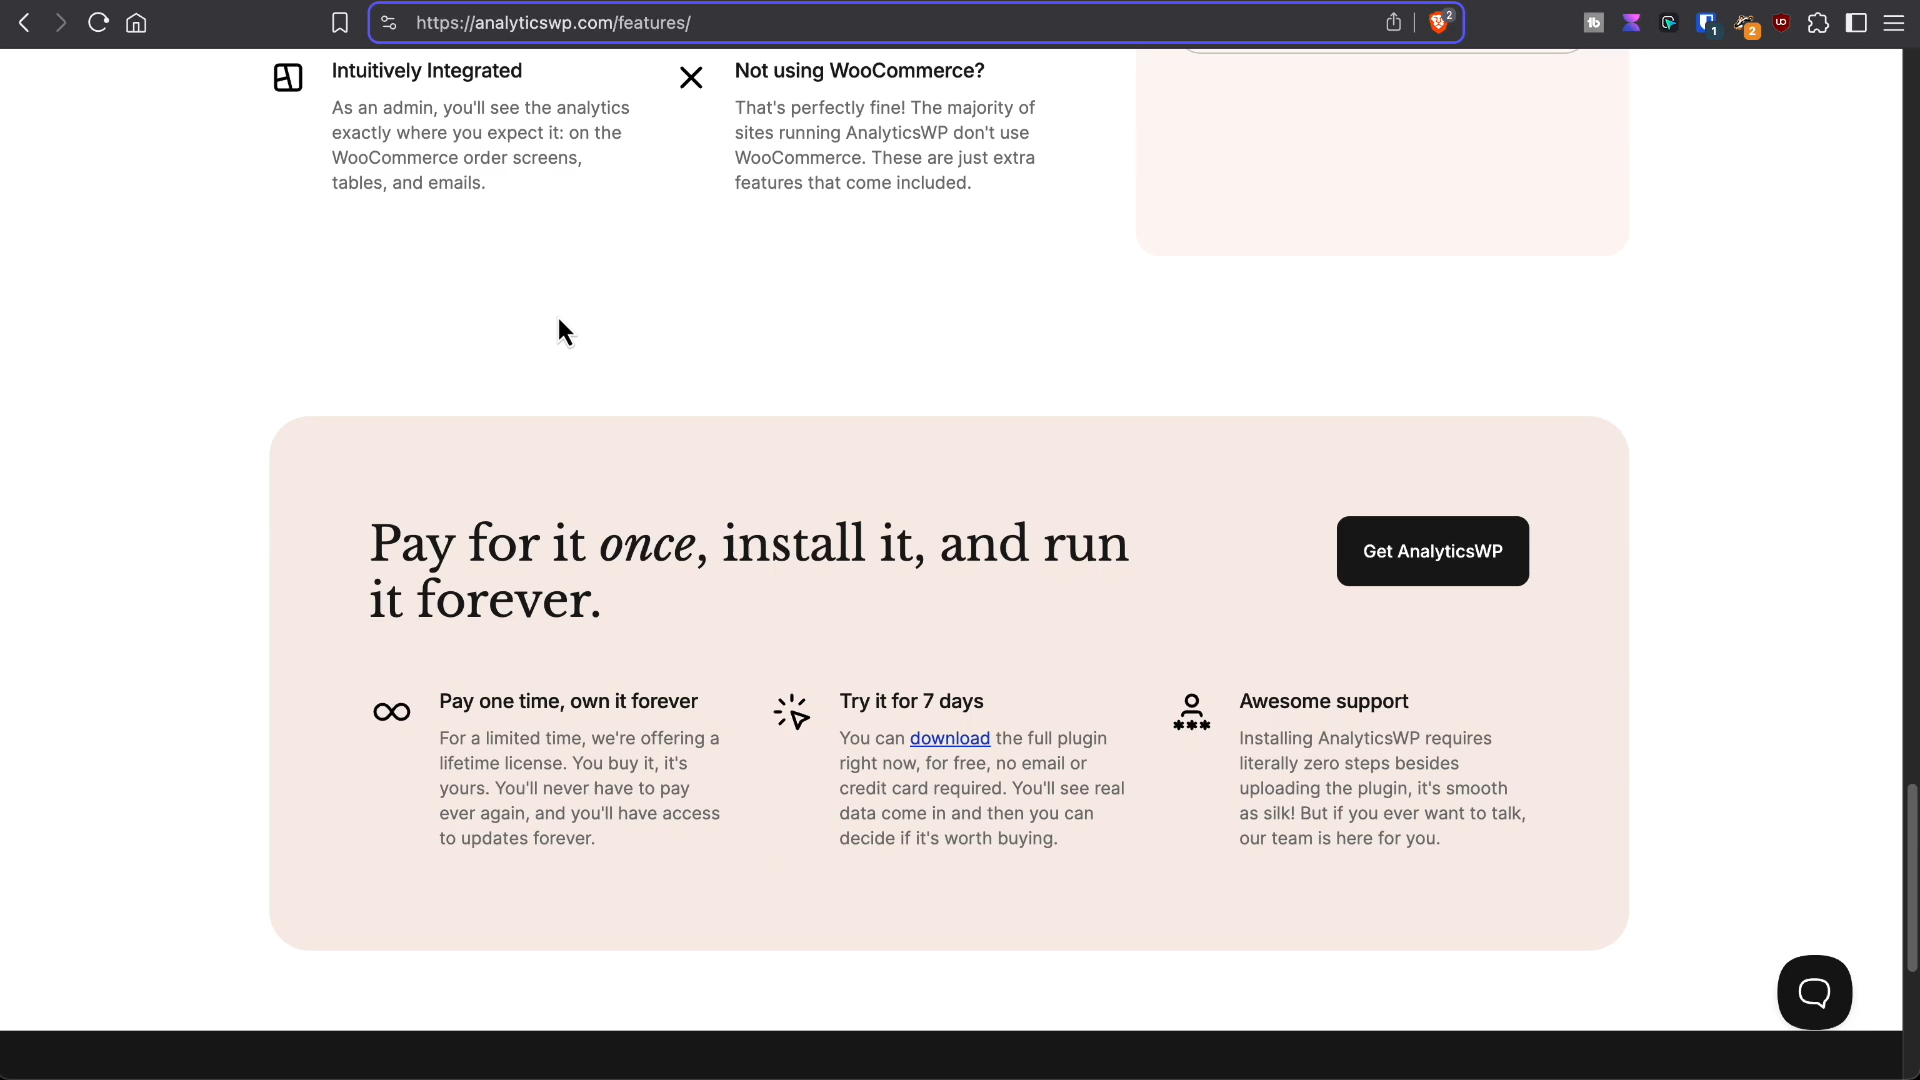 https://analyticswp.com/features/
2
1
2
Intuitively Integrated
As an admin, you'll see the analytics
exactly where you expect it: on the
WooCommerce order screens,
tables, and emails.
Not using WooCommerce?
That's perfectly fine! The majority of
sites running AnalyticsWP don't use
WooCommerce. These are just extra
features that come included.
Pay for it once, install it, and run
it forever.
Get AnalyticsWP
Pay one time, own it forever
For a limited time, we're offering a
lifetime license. You buy it, it's
yours. You'll never have to pay
ever again, and you'll have access
to updates forever.
Try it for 7 days
You can download the full plugin
right now, for free, no email or
credit card required. You'll see real
data come in and then you can
decide if it's worth buying.
Awesome support
Installing AnalyticsWP requires
literally zero steps besides
uploading the plugin, it's smooth
as silk! But if you ever want to talk,
our team is here for you.